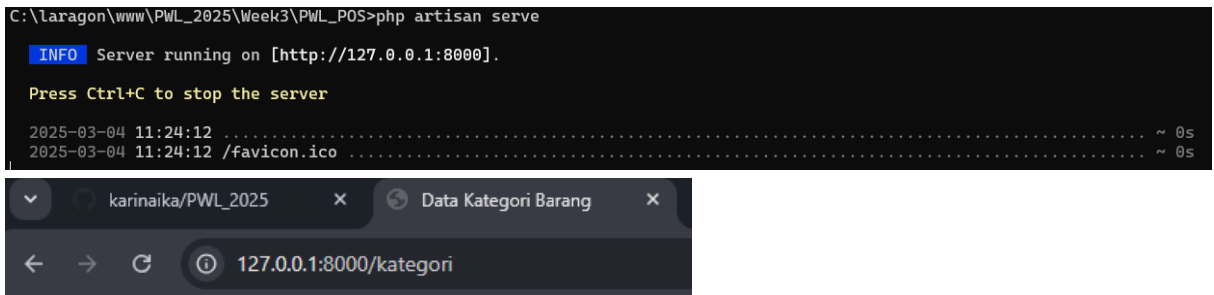 C:\laragon\www\PWL_2025\Week3\PWL_POS>php artisan serve
INFO Server running on [http://127.0.0.1:8000].
Press Ctrl+C to stop the server
2025-03-04 11:24:12 ................................................................................................. ~ 0s
2025-03-04 11:24:12 /favicon.ico .................................................................................... ~ 0s
karinaika/PWL_2025 × Data Kategori Barang ×
127.0.0.1:8000/kategori